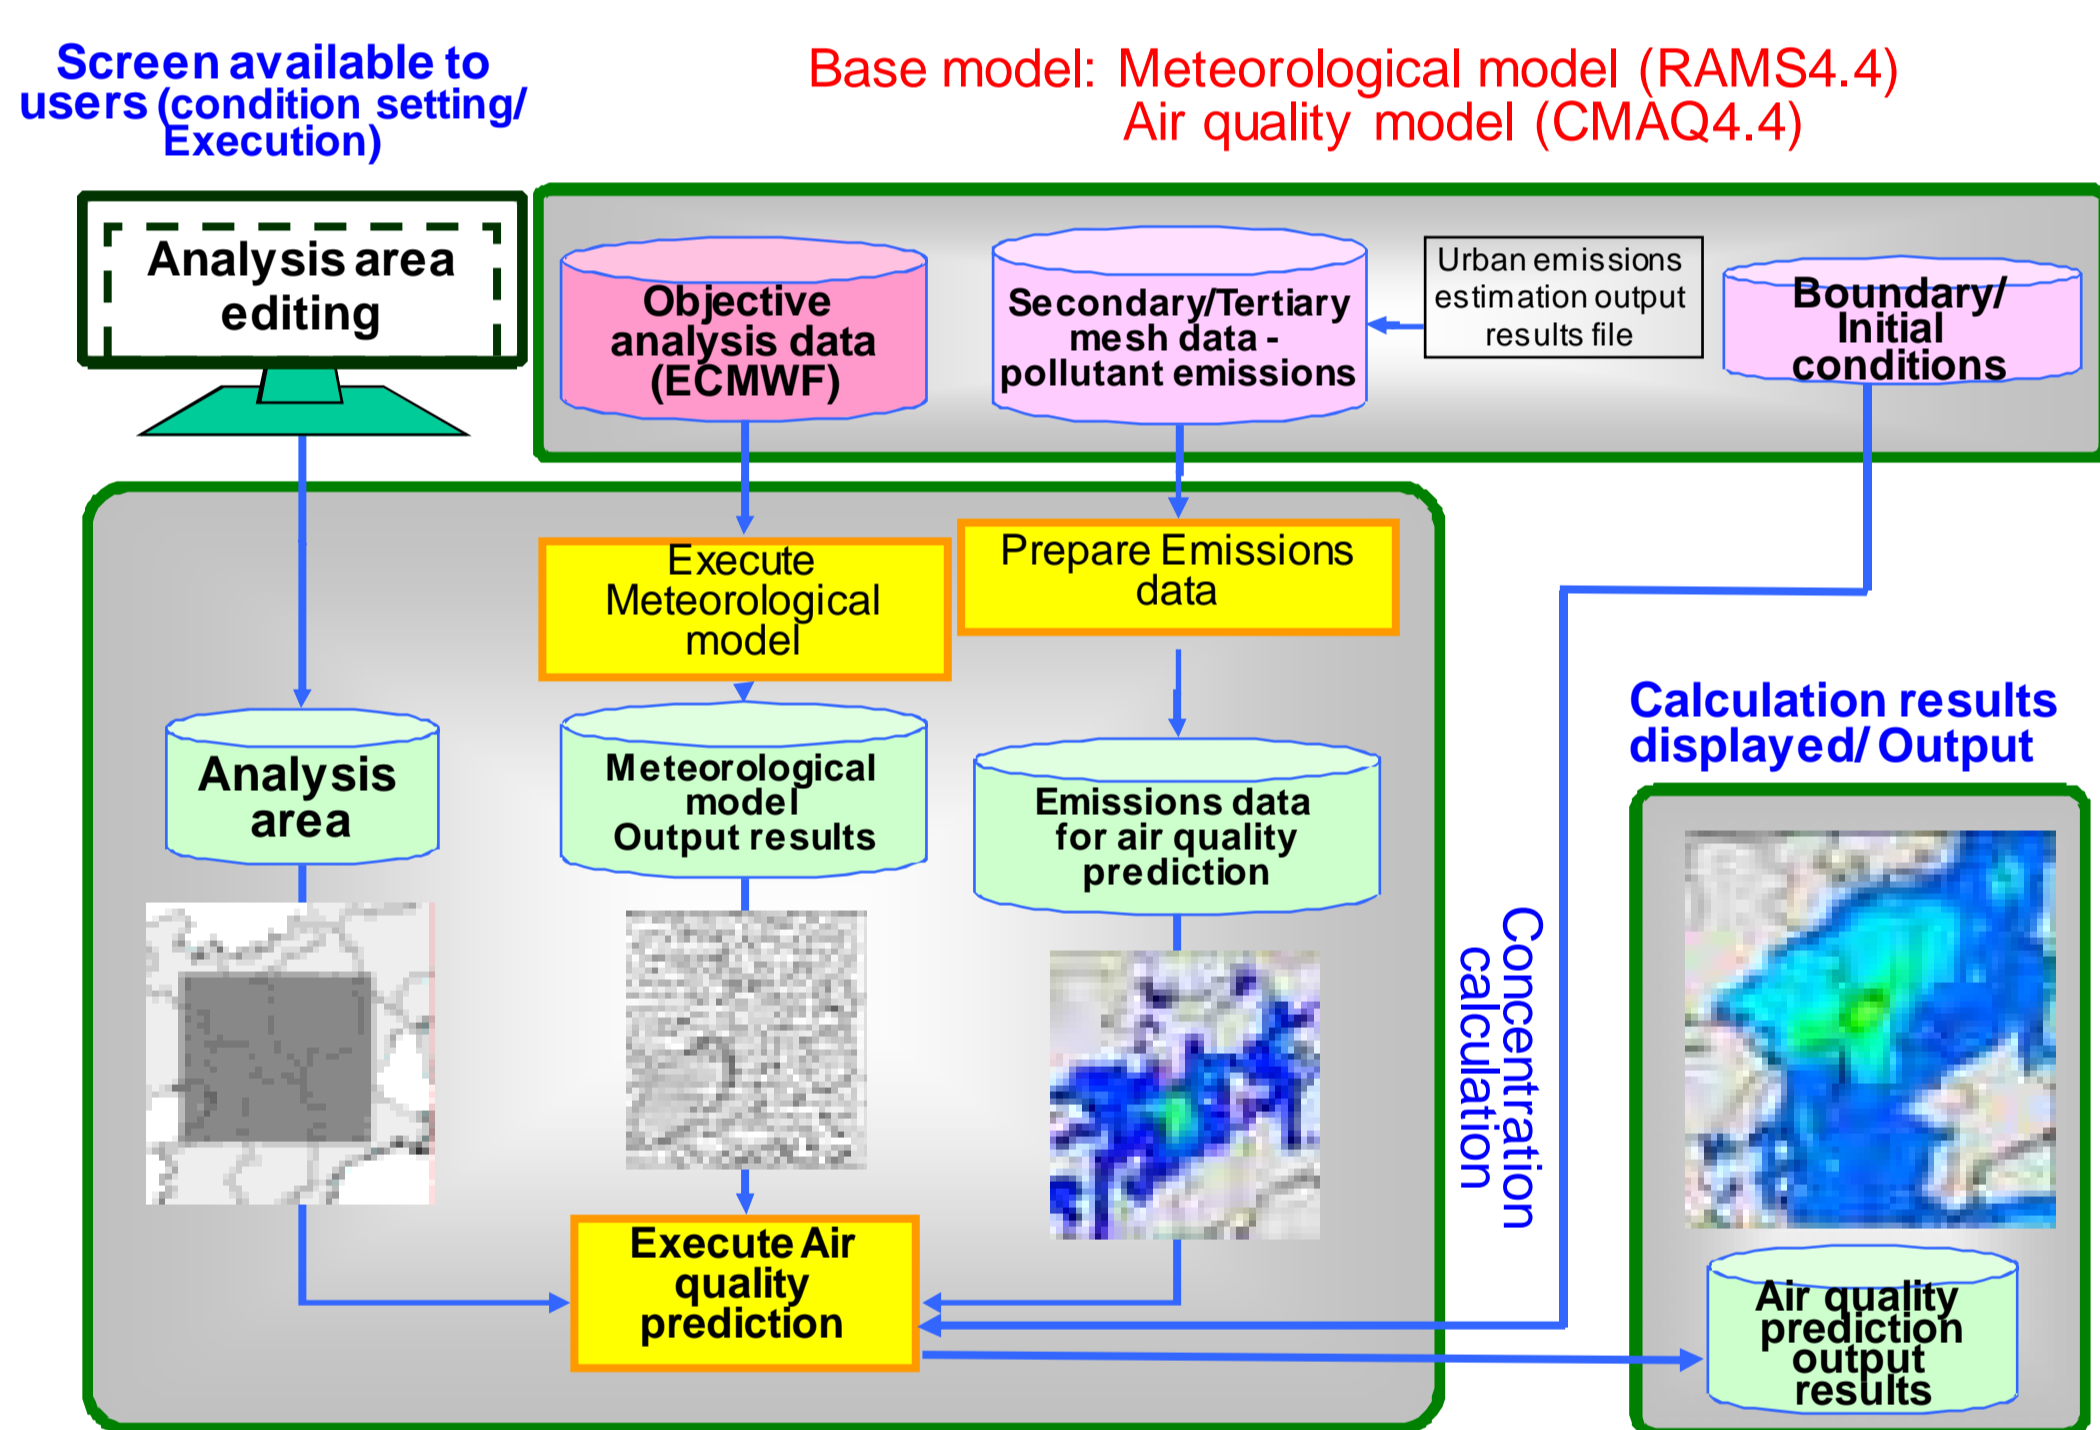 Screen available to
users (condition setting/
Execution)
Base model: Meteorological model (RAMS4.4)
Air quality model (CMAQ4.4)
Analysis area
editing
Objective
analysis data
(ECMWF)
Secondary/Tertiary
mesh data -
pollutant emissions
Urban emissions
estimation output
results file
Boundary/
Initial
conditions
Execute
Meteorological
model
Prepare Emissions
data
Analysis
area
Meteorological
model
Output results
Emissions data
for air quality
prediction
Concentration
calculation
Calculation results
displayed/ Output
Execute Air
quality
prediction
Air quality
prediction
output
results